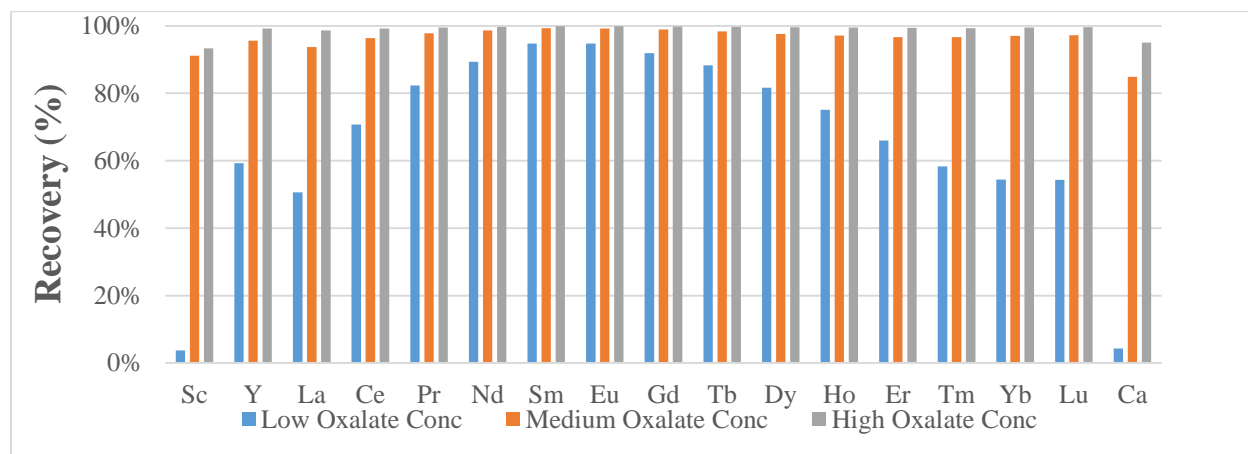 Recovery (%)
100%
80%
60%
40%
20%
0%
Sc Y La Ce Pr Nd Sm Eu Gd Tb Dy Ho Er Tm Yb Lu Ca
Low Oxalate Conc Medium Oxalate Conc High Oxalate Conc